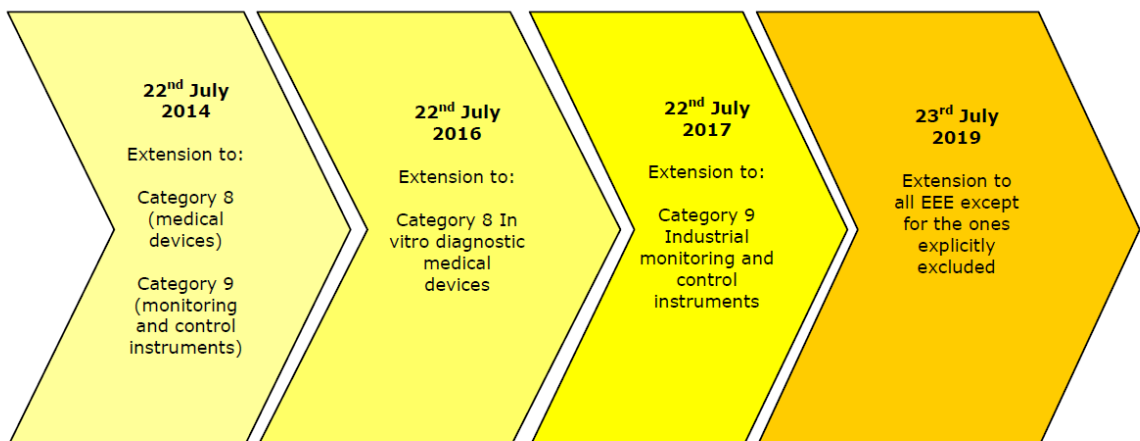 22nd July
2014
Extension to:
Category 8
(medical
devices)
Category 9
(monitoring
and control
instruments)
22nd July
2016
Extension to:
Category 8 In
vitro diagnostic
medical
devices
22nd July
2017
Extension to:
Category 9
Industrial
monitoring and
control
instruments
23rd July
2019
Extension to
all EEE except
for the ones
explicitly
excluded